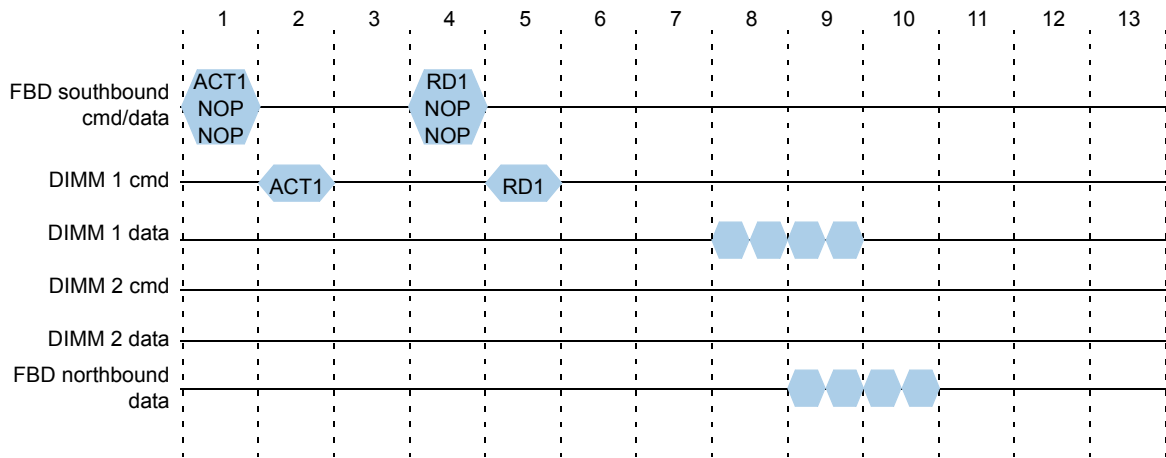 1 2 3 4 5 6 7 8 9 10 11 12 13
FBD southbound
cmd/data
ACT1
NOP
NOP
RD1
NOP
NOP
DIMM 1 cmd
ACT1
RD1
DIMM 1 data
DIMM 2 cmd
DIMM 2 data
FBD northbound
data